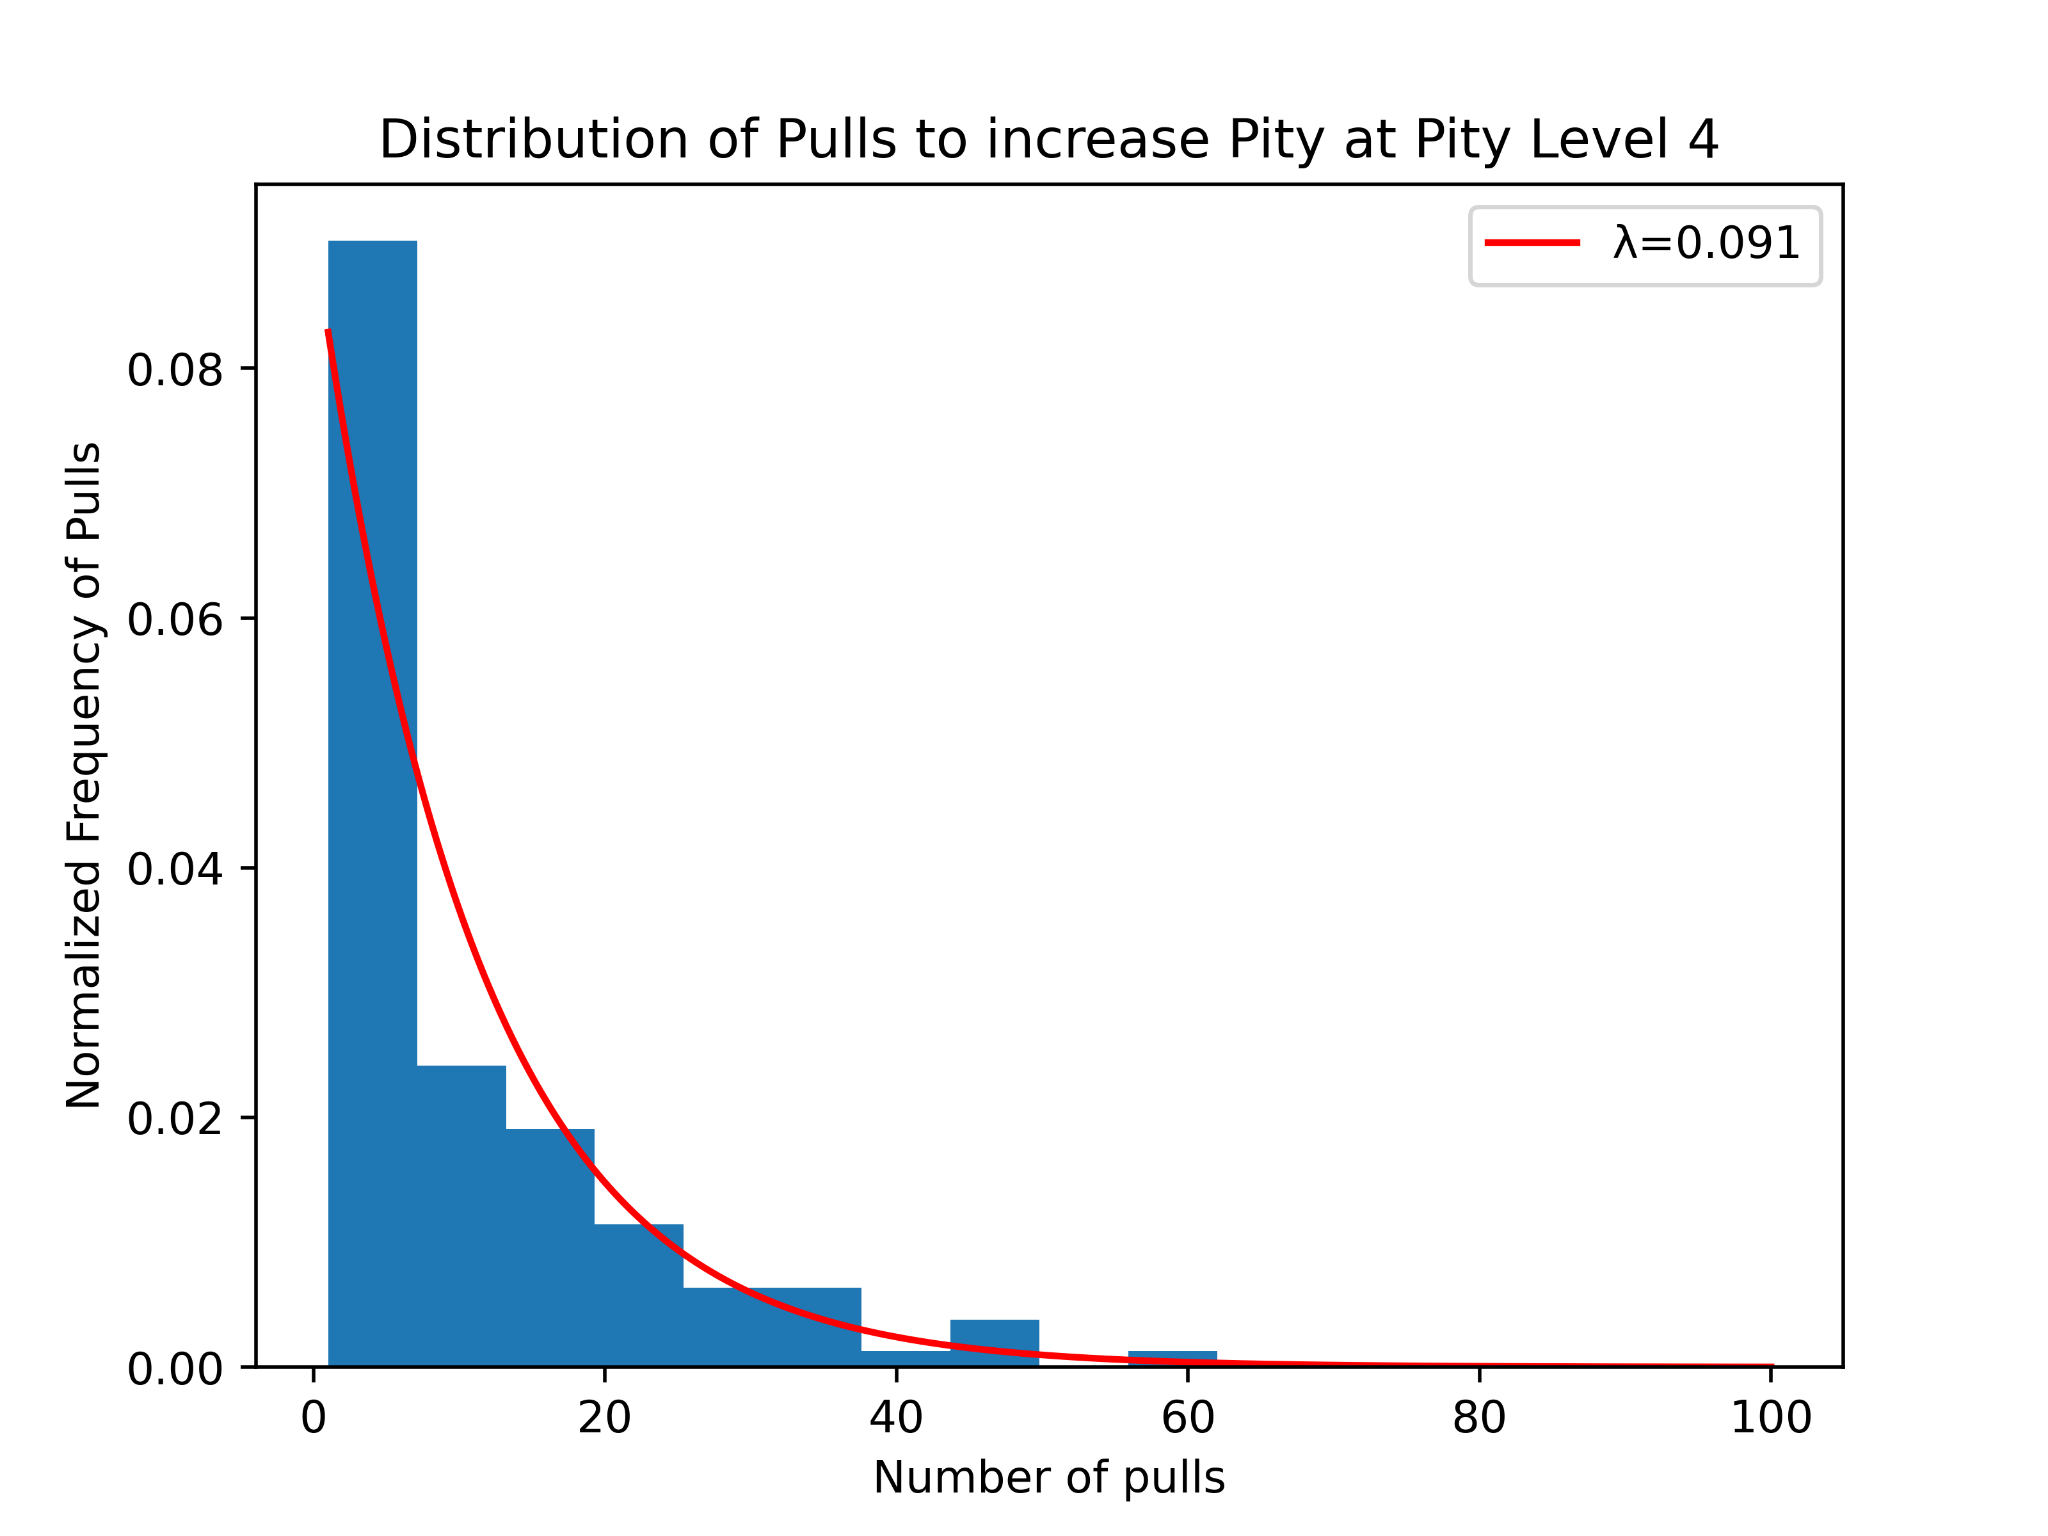 Distribution of Pulls to increase Pity at Pity Level 4
λ=0.091
Normalized Frequency of Pulls
0.08
0.06
0.04
0.02
0.00
0 20 40 60 80 100
Number of pulls